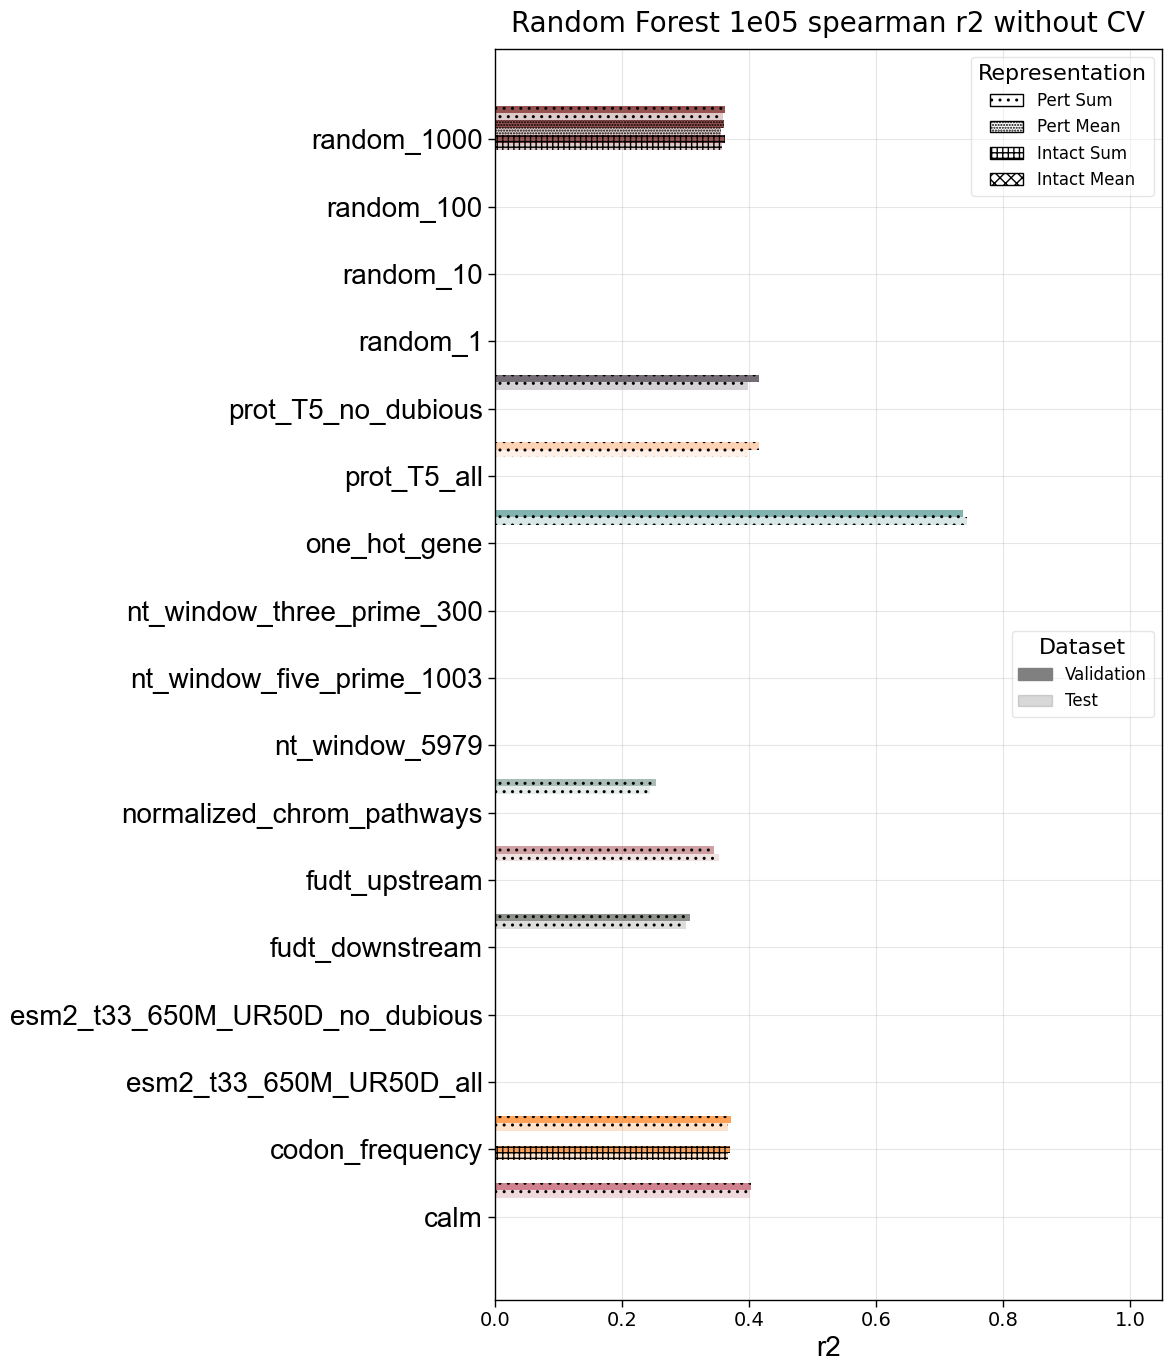 Random Forest 1e05 spearman r2 without CV
Representation
Pert Sum
Pert Mean
Intact Sum
Intact Mean
random_1000
random_100
random_10
random_1
prot_T5_no_dubious
prot_T5_all
one_hot_gene
nt_window_three_prime_300
nt_window_five_prime_1003
nt_window_5979
normalized_chrom_pathways
fudt_upstream
fudt_downstream
esm2_t33_650M_UR50D_no_dubious
esm2_t33_650M_UR50D_all
codon_frequency
calm
Dataset
Validation
Test
0.0 0.2 0.4 0.6 0.8 1.0
r2